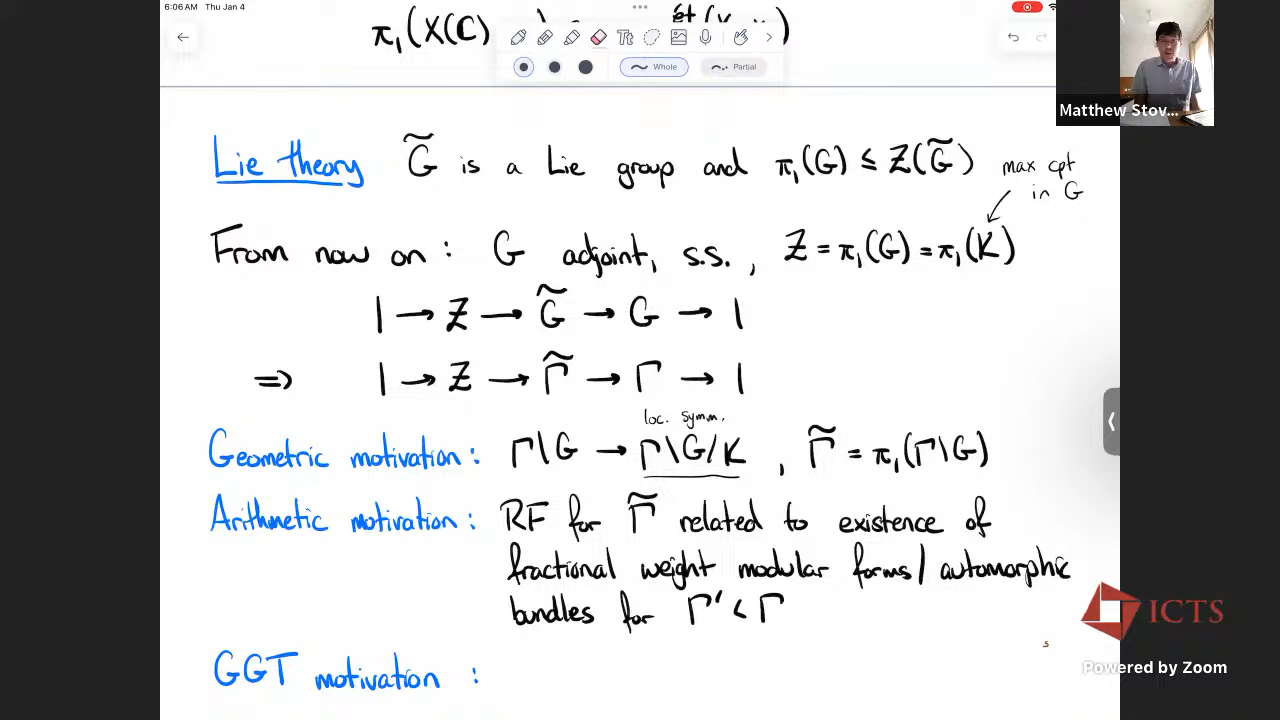 6:06 AM Thu Jan 4
π₁(X(ℂ)
Whole
Partial
Matthew Stov...
Lie theory G̃ is a Lie group and π₁(G) ≤ Z(G̃)
max cpt
in G
From now on: G adjoint, s.s., Z = π₁(G) = π₁(K)
1 → Z → G̃ → G → 1
⇒ 1 → Z → Γ̃ → Γ → 1
loc. symm.
Geometric motivation: Γ\G → Γ\G/K, Γ̃ = π₁(Γ\G)
Arithmetic motivation: RF for Γ̃ related to existence of
fractional weight modular forms/automorphic
bundles for Γ' < Γ
ICTS
Powered by Zoom
GGT motivation: